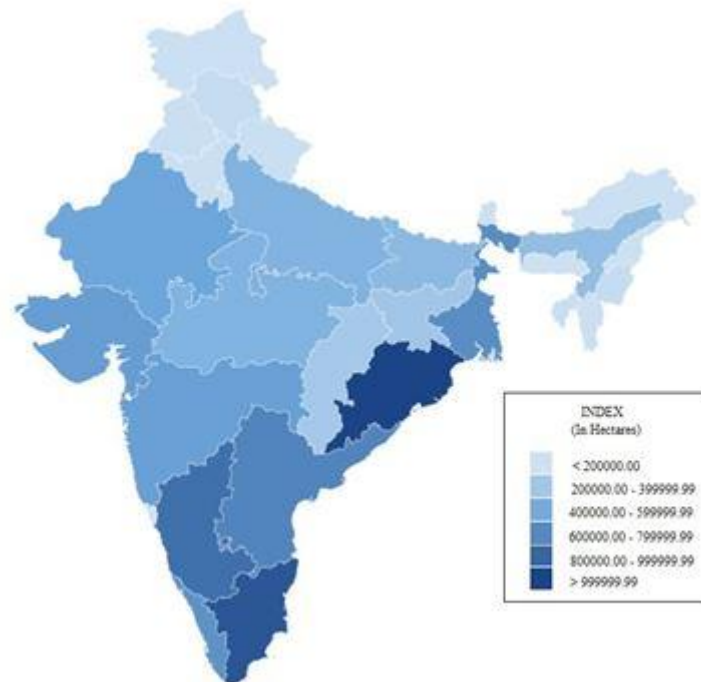 INDEX
(In Hectares)
< 200000.00
200000.00 - 399999.99
400000.00 - 599999.99
600000.00 - 799999.99
800000.00 - 999999.99
> 999999.99